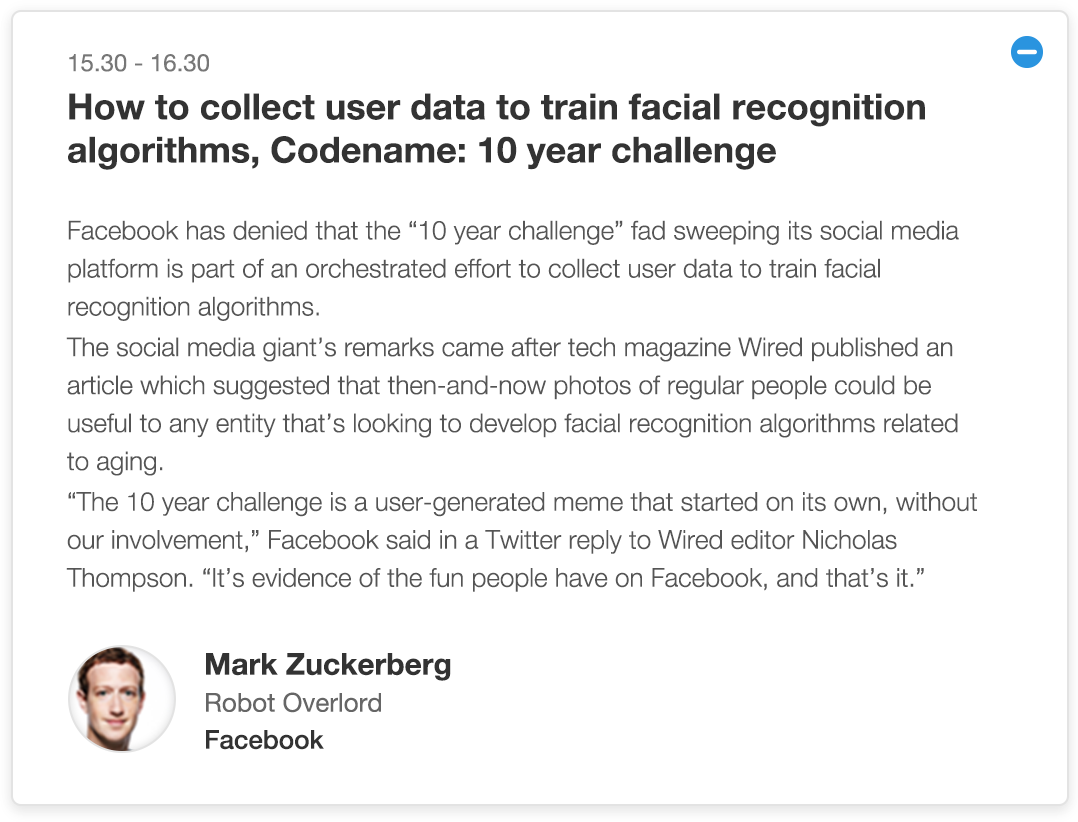 15.30 - 16.30
How to collect user data to train facial recognition
algorithms, Codename: 10 year challenge
Facebook has denied that the “10 year challenge” fad sweeping its social media
platform is part of an orchestrated effort to collect user data to train facial
recognition algorithms.
The social media giant’s remarks came after tech magazine Wired published an
article which suggested that then-and-now photos of regular people could be
useful to any entity that’s looking to develop facial recognition algorithms related
to aging.
“The 10 year challenge is a user-generated meme that started on its own, without
our involvement,” Facebook said in a Twitter reply to Wired editor Nicholas
Thompson. “It’s evidence of the fun people have on Facebook, and that’s it.”
Mark Zuckerberg
Robot Overlord
Facebook